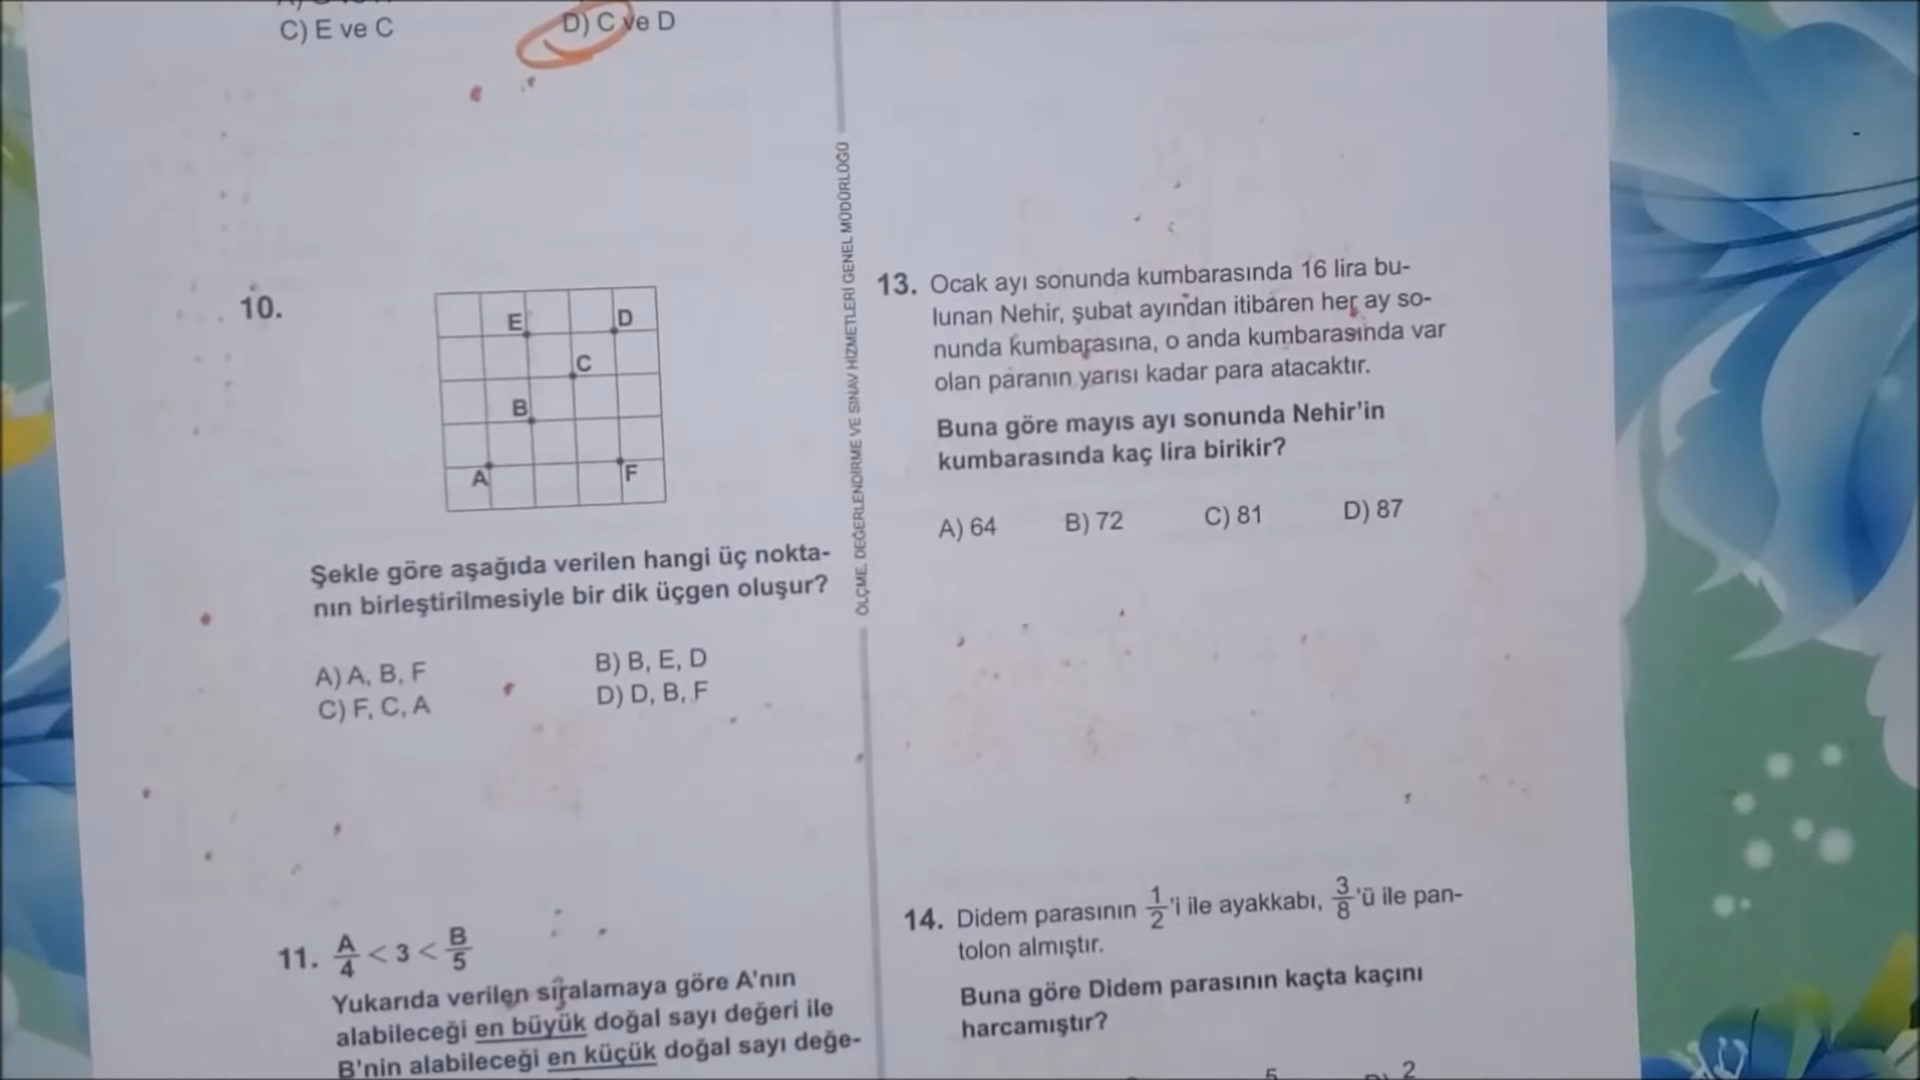 C) E ve C
D) C ve D
10.
E
D
C
B
A
F
Şekle göre aşağıda verilen hangi üç nokta-
nın birleştirilmesiyle bir dik üçgen oluşur?
A) A, B, F
B) B, E, D
C) F, C, A
D) D, B, F
11. A/4 < 3 < B/5
Yukarıda verilen sıralamaya göre A'nın
alabileceği en büyük doğal sayı değeri ile
B'nin alabileceği en küçük doğal sayı değe-
ÖLÇME, DEĞERLENDİRME VE SINAV HİZMETLERİ GENEL MÜDÜRLÜĞÜ
13. Ocak ayı sonunda kumbarasında 16 lira bu-
lunan Nehir, şubat ayından itibaren her ay so-
nunda kumbarasına, o anda kumbarasında var
olan paranın yarısı kadar para atacaktır.
Buna göre mayıs ayı sonunda Nehir'in
kumbarasında kaç lira birikir?
A) 64
B) 72
C) 81
D) 87
14. Didem parasının 1/2'i ile ayakkabı, 3/8'ü ile pan-
tolon almıştır.
Buna göre Didem parasının kaçta kaçını
harcamıştır?
5
2